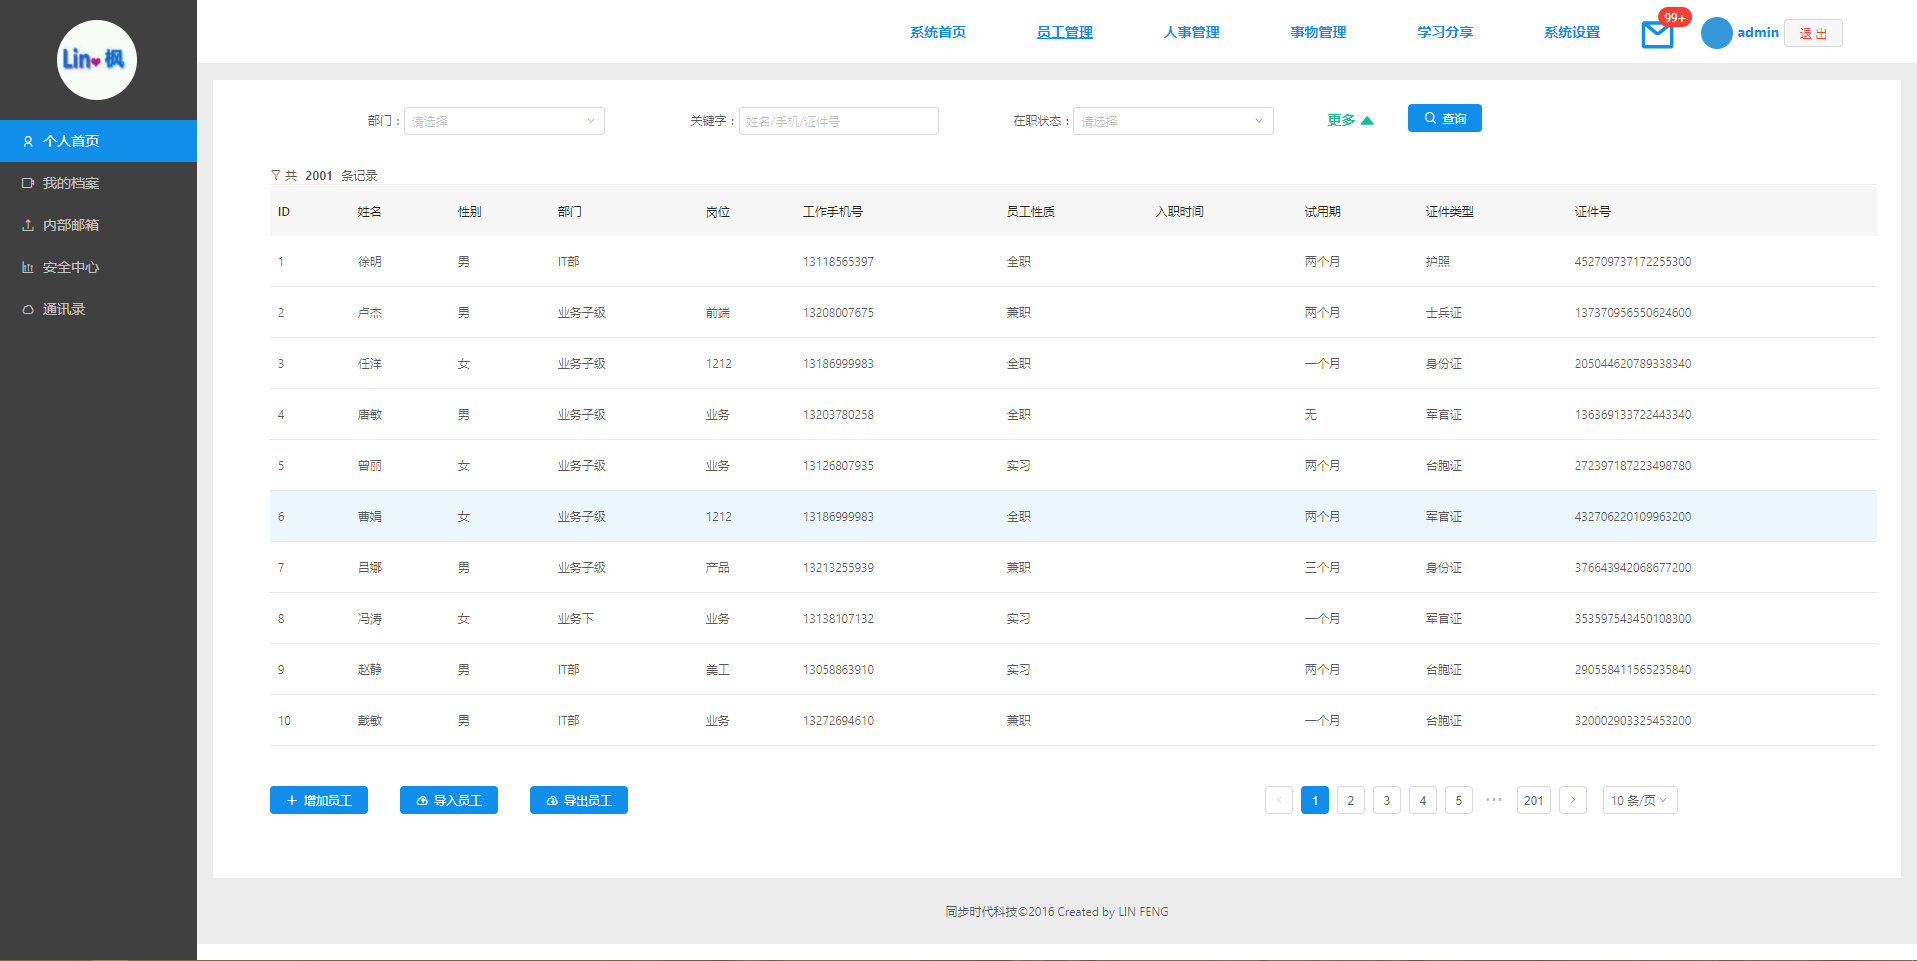 Lin 枫
系统首页 员工管理 人事管理 事物管理 学习分享 系统设置 99+ admin 退 出
个人首页
我的档案
内部邮箱
安全中心
通讯录
部门： 请选择 关键字： 姓名/手机/证件号 在职状态： 请选择 更多 查询
共 2001 条记录
ID 姓名 性别 部门 岗位 工作手机号 员工性质 入职时间 试用期 证件类型 证件号
1 徐明 男 IT部 13118565397 全职 两个月 护照 452709737172255300
2 卢杰 男 业务子级 前端 13208007675 兼职 两个月 士兵证 137370956550624600
3 任洋 女 业务子级 1212 13186999983 全职 一个月 身份证 205044620789338340
4 唐敏 男 业务子级 业务 13203780258 全职 无 军官证 136369133722443340
5 曾丽 女 业务子级 业务 13126807935 实习 两个月 台胞证 272397187223498780
6 曹娟 女 业务子级 1212 13186999983 全职 两个月 军官证 432706220109963200
7 吕娜 男 业务子级 产品 13213255939 兼职 三个月 身份证 376643942068677200
8 冯涛 女 业务下 业务 13138107132 实习 一个月 军官证 353597543450108300
9 赵静 男 IT部 美工 13058863910 实习 两个月 台胞证 290558411565235840
10 戴敏 男 IT部 业务 13272694610 兼职 一个月 台胞证 320002903325453200
增加员工 导入员工 导出员工 1 2 3 4 5 ••• 201 10 条/页
同步时代科技©2016 Created by LIN FENG